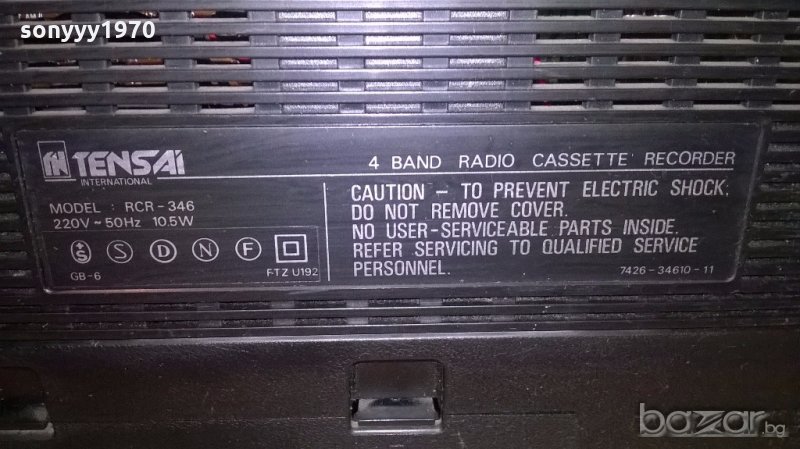 sonyyy1970
TENSAI
INTERNATIONAL
4 BAND RADIO CASSETTE RECORDER
MODEL : RCR-346
220V ~ 50Hz 10.5W
S S D N F
GB-6 FTZ U192
CAUTION - TO PREVENT ELECTRIC SHOCK,
DO NOT REMOVE COVER.
NO USER-SERVICEABLE PARTS INSIDE.
REFER SERVICING TO QUALIFIED SERVICE
PERSONNEL.
7426-34610-11
bazar.bg